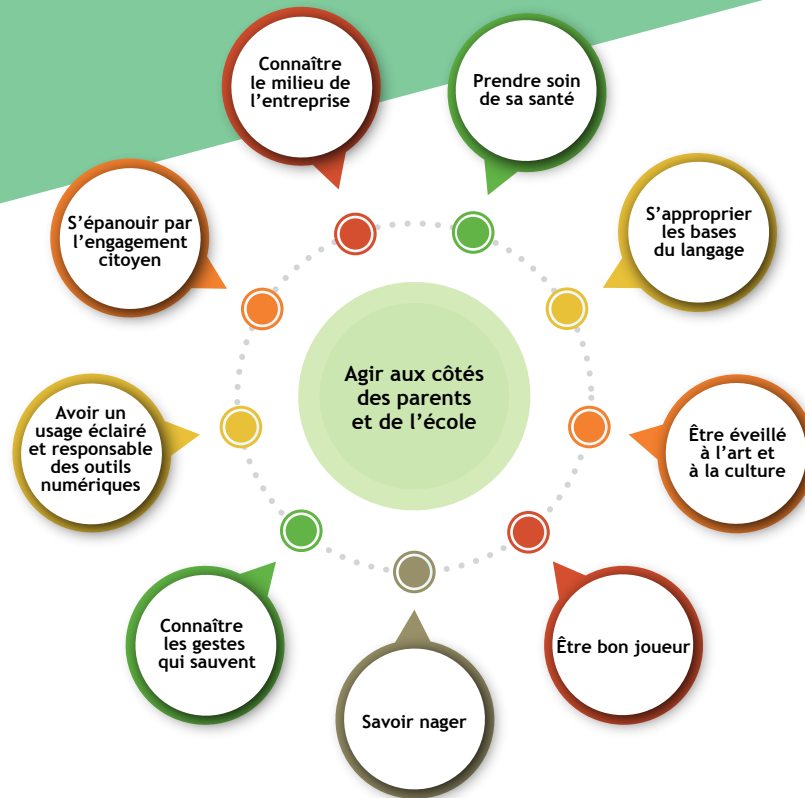 Connaître
le milieu de
l'entreprise
Prendre soin
de sa santé
S'approprier
les bases
du langage
Être éveillé
à l'art et
à la culture
Être bon joueur
Savoir nager
Connaître
les gestes
qui sauvent
Avoir un
usage éclairé
et responsable
des outils
numériques
S'épanouir par
l'engagement
citoyen
Agir aux côtés
des parents
et de l'école